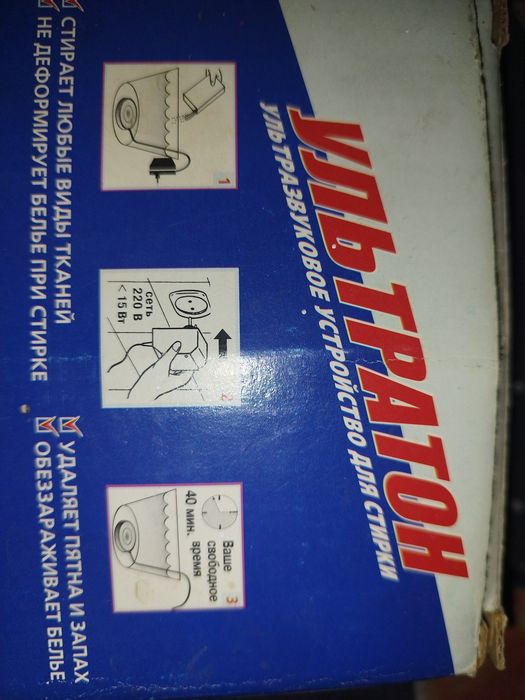 УЛЬТРАТОН
УЛЬТРАЗВУКОВОЕ УСТРОЙСТВО ДЛЯ СТИРКИ
1
сеть
220 В
< 15 Вт
2
3
Ваше
свободное
время
40 мин.
СТИРАЕТ ЛЮБЫЕ ВИДЫ ТКАНЕЙ
НЕ ДЕФОРМИРУЕТ БЕЛЬЕ ПРИ СТИРКЕ
УДАЛЯЕТ ПЯТНА И ЗАПАХ
ОБЕЗЗАРАЖИВАЕТ БЕЛЬЕ